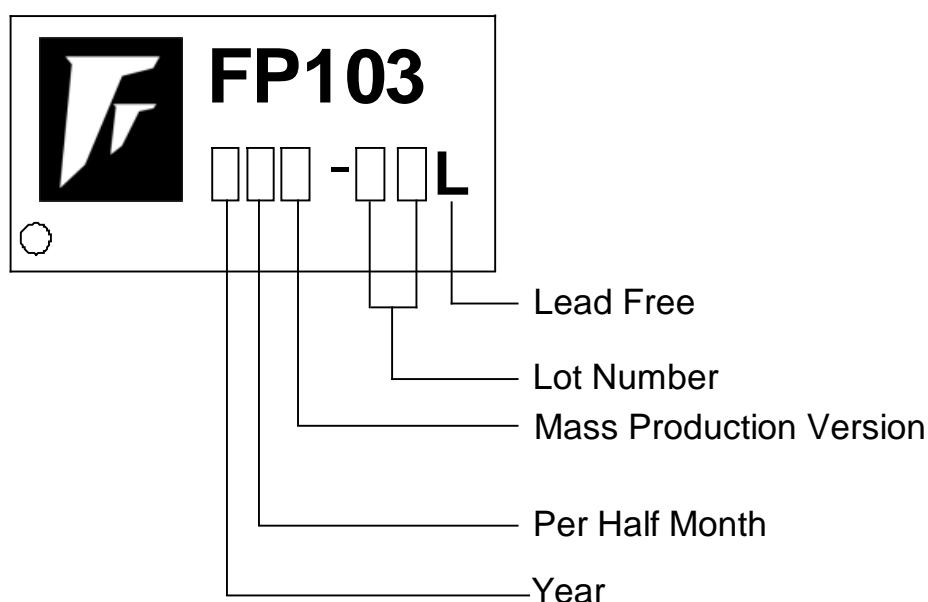 FP103
-    L
Lead Free
Lot Number
Mass Production Version
Per Half Month
Year